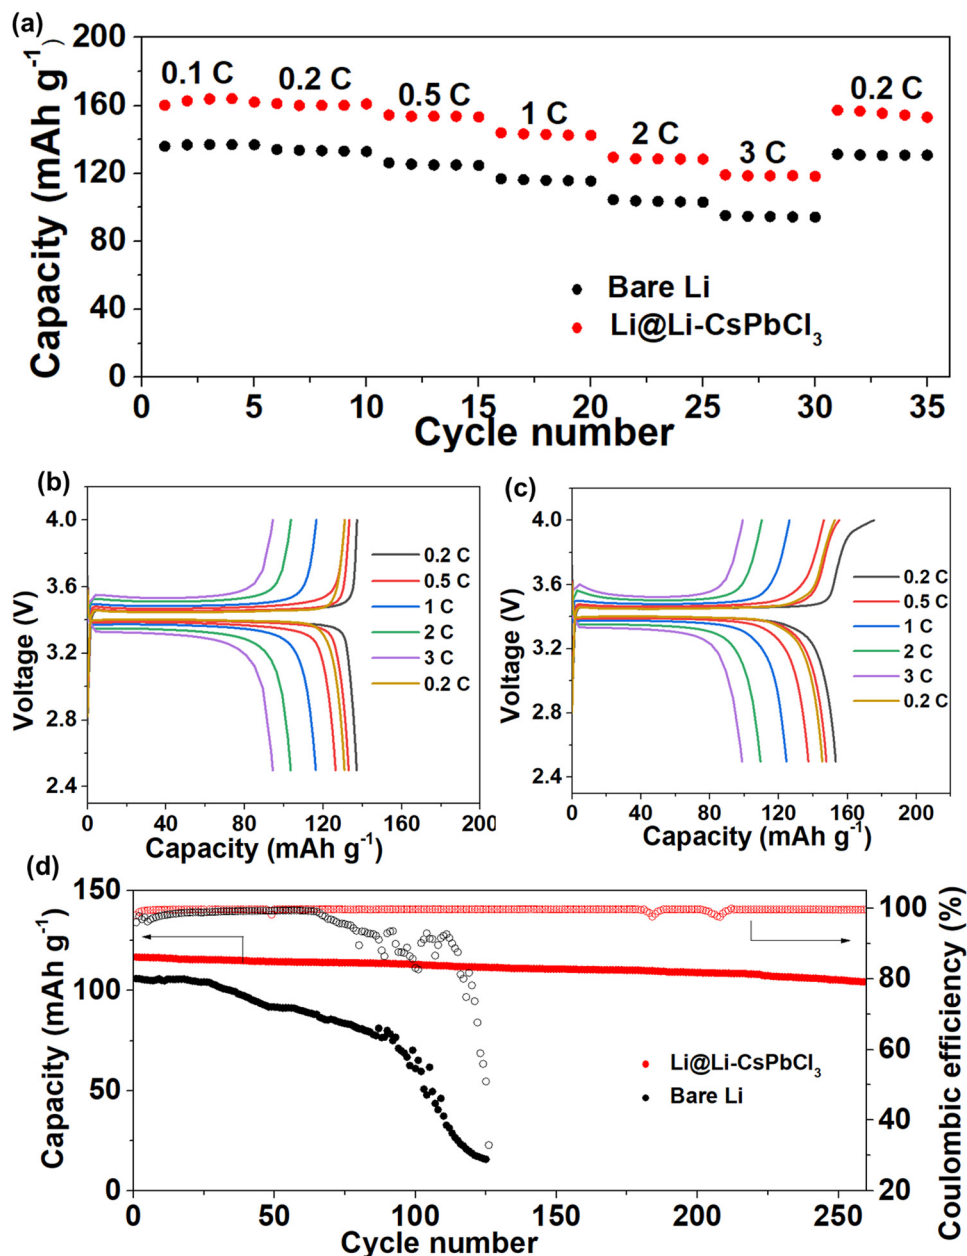 (a)
200
160
120
80
40
0
Capacity (mAh g⁻¹)
0.1 C
0.2 C
0.5 C
1 C
2 C
3 C
0.2 C
Bare Li
Li@Li-CsPbCl₃
0 5 10 15 20 25 30 35
Cycle number
(b)
4.0
3.6
3.2
2.8
2.4
Voltage (V)
0.2 C
0.5 C
1 C
2 C
3 C
0.2 C
0 40 80 120 160 200
Capacity (mAh g⁻¹)
(c)
4.0
3.6
3.2
2.8
2.4
Voltage (V)
0.2 C
0.5 C
1 C
2 C
3 C
0.2 C
0 40 80 120 160 200
Capacity (mAh g⁻¹)
(d)
150
100
50
0
Capacity (mAh g⁻¹)
Li@Li-CsPbCl₃
Bare Li
100
80
60
40
20
Coulombic efficiency (%)
0 50 100 150 200 250
Cycle number